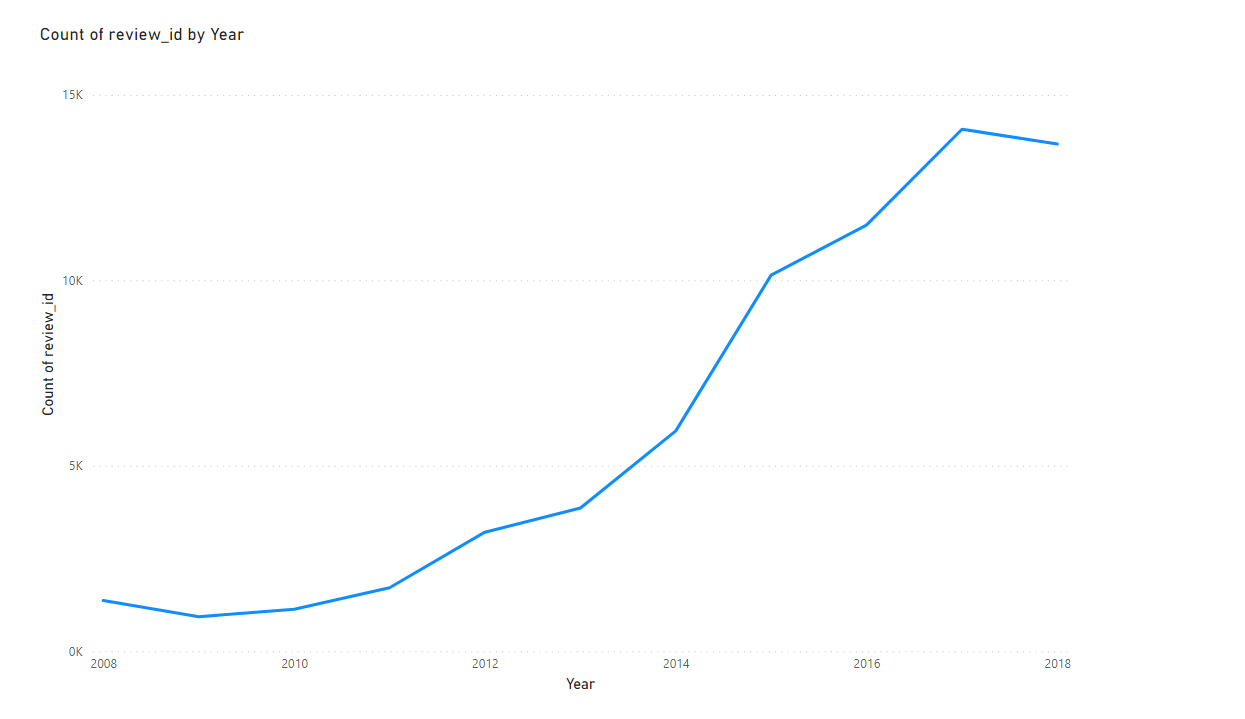 Count of review_id by Year
15K
10K
5K
0K
Count of review_id
2008 2010 2012 2014 2016 2018
Year